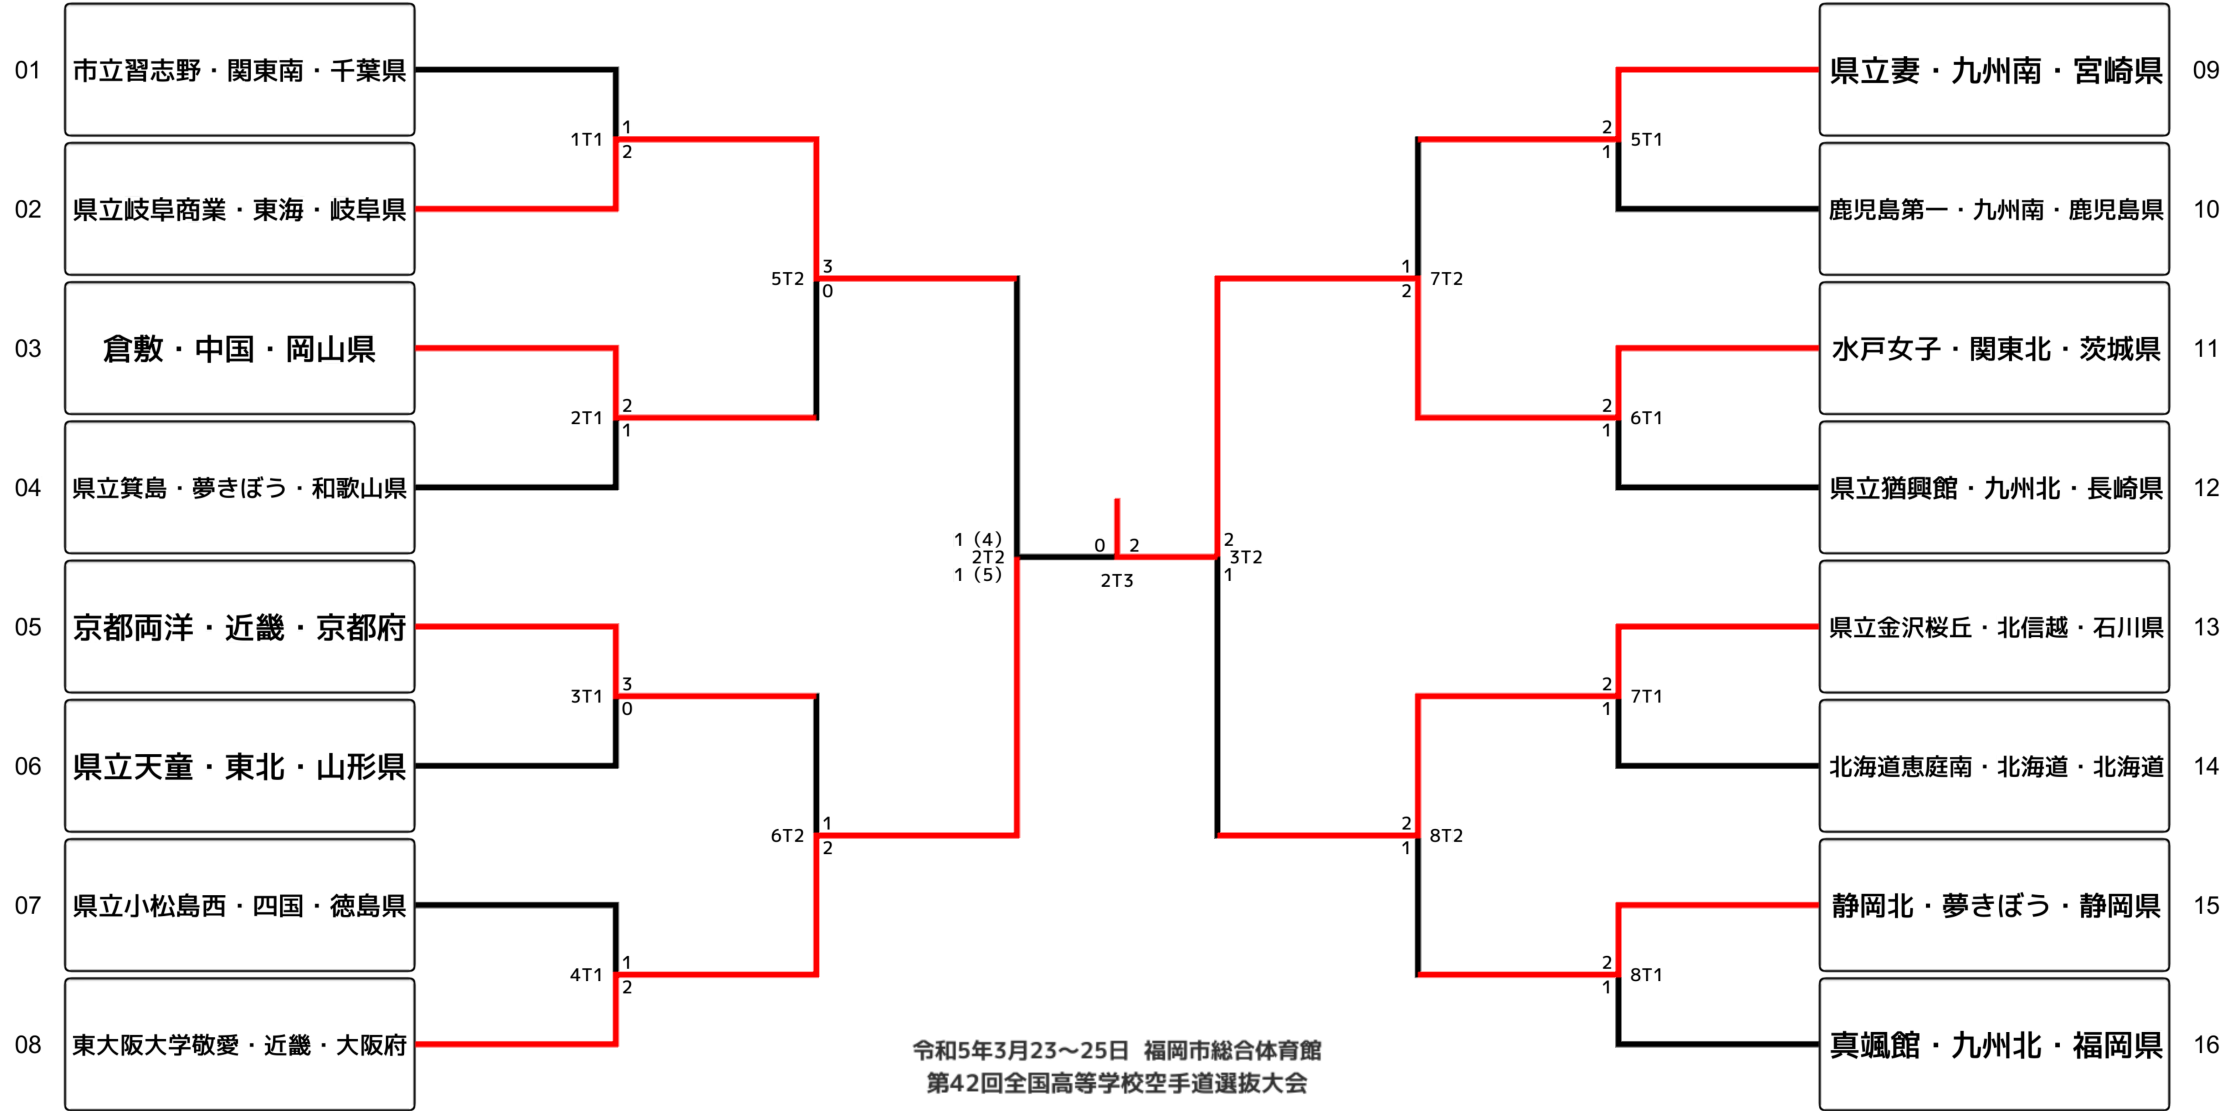 01
市立習志野・関東南・千葉県
02
県立岐阜商業・東海・岐阜県
03
倉敷・中国・岡山県
04
県立箕島・夢きぼう・和歌山県
05
京都両洋・近畿・京都府
06
県立天童・東北・山形県
07
県立小松島西・四国・徳島県
08
東大阪大学敬愛・近畿・大阪府
1T1
1
2
2T1
2
1
3T1
3
0
4T1
1
2
5T2
3
0
6T2
1
2
1 (4)
2T2
1 (5)
0 2
2T3
2
3T2
1
1
7T2
2
2
8T2
1
2
5T1
1
2
6T1
1
2
7T1
1
2
8T1
1
県立妻・九州南・宮崎県
09
鹿児島第一・九州南・鹿児島県
10
水戸女子・関東北・茨城県
11
県立猶興館・九州北・長崎県
12
県立金沢桜丘・北信越・石川県
13
北海道恵庭南・北海道・北海道
14
静岡北・夢きぼう・静岡県
15
真颯館・九州北・福岡県
16
令和5年3月23〜25日 福岡市総合体育館
第42回全国高等学校空手道選抜大会